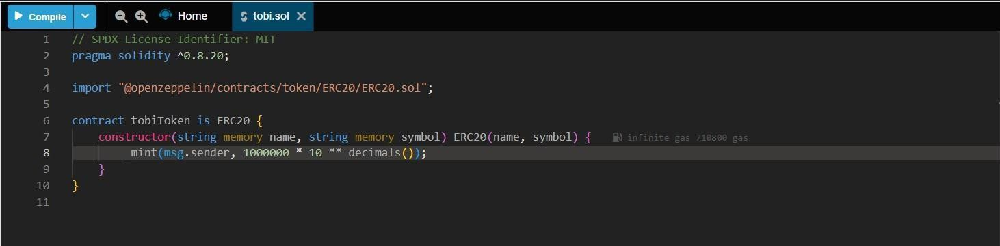 Compile Home tobi.sol
1 // SPDX-License-Identifier: MIT
2 pragma solidity ^0.8.20;
3
4 import "@openzeppelin/contracts/token/ERC20/ERC20.sol";
5
6 contract tobiToken is ERC20 {
7 constructor(string memory name, string memory symbol) ERC20(name, symbol) { infinite gas 710800 gas
8 _mint(msg.sender, 1000000 * 10 ** decimals());
9 }
10 }
11